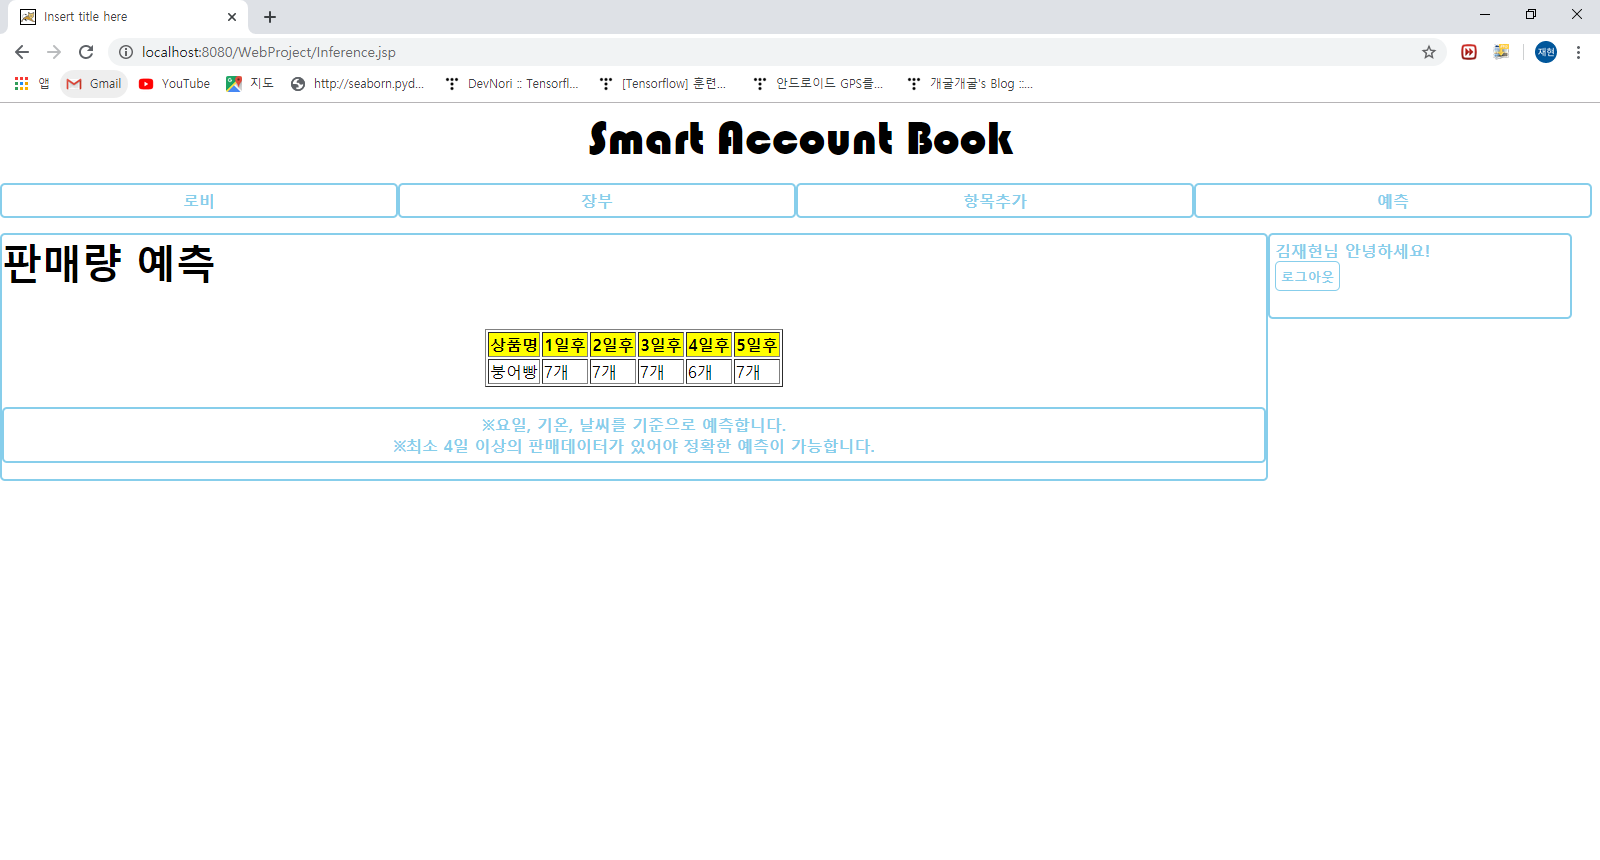 Insert title here
localhost:8080/WebProject/Inference.jsp
재현
앱 Gmail YouTube 지도 http://seaborn.pyd... DevNori :: Tensorfl... [Tensorflow] 훈련... 안드로이드 GPS를... 개굴개굴's Blog ::...
Smart Account Book
로비 장부 항목추가 예측
판매량 예측
김재현님 안녕하세요!
로그아웃
상품명 1일후 2일후 3일후 4일후 5일후
붕어빵 7개 7개 7개 6개 7개
※요일, 기온, 날씨를 기준으로 예측합니다.
※최소 4일 이상의 판매데이터가 있어야 정확한 예측이 가능합니다.